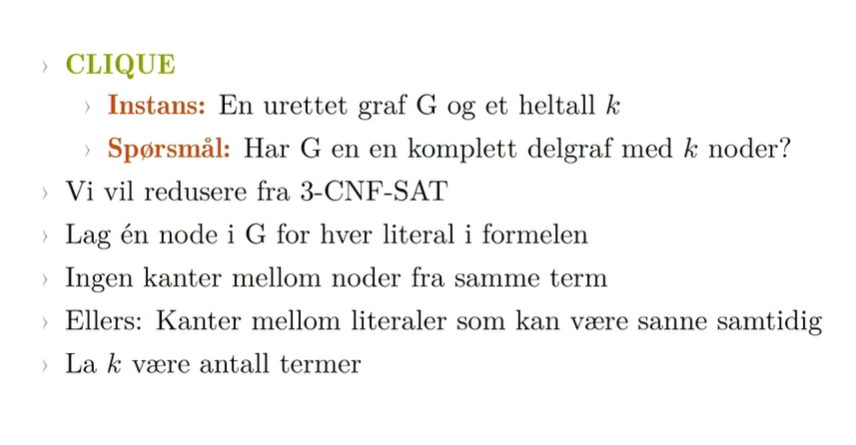 › CLIQUE
› Instans: En urettet graf G og et heltall k
› Spørsmål: Har G en en komplett delgraf med k noder?
› Vi vil redusere fra 3-CNF-SAT
› Lag én node i G for hver literal i formelen
› Ingen kanter mellom noder fra samme term
› Ellers: Kanter mellom literaler som kan være sanne samtidig
› La k være antall termer